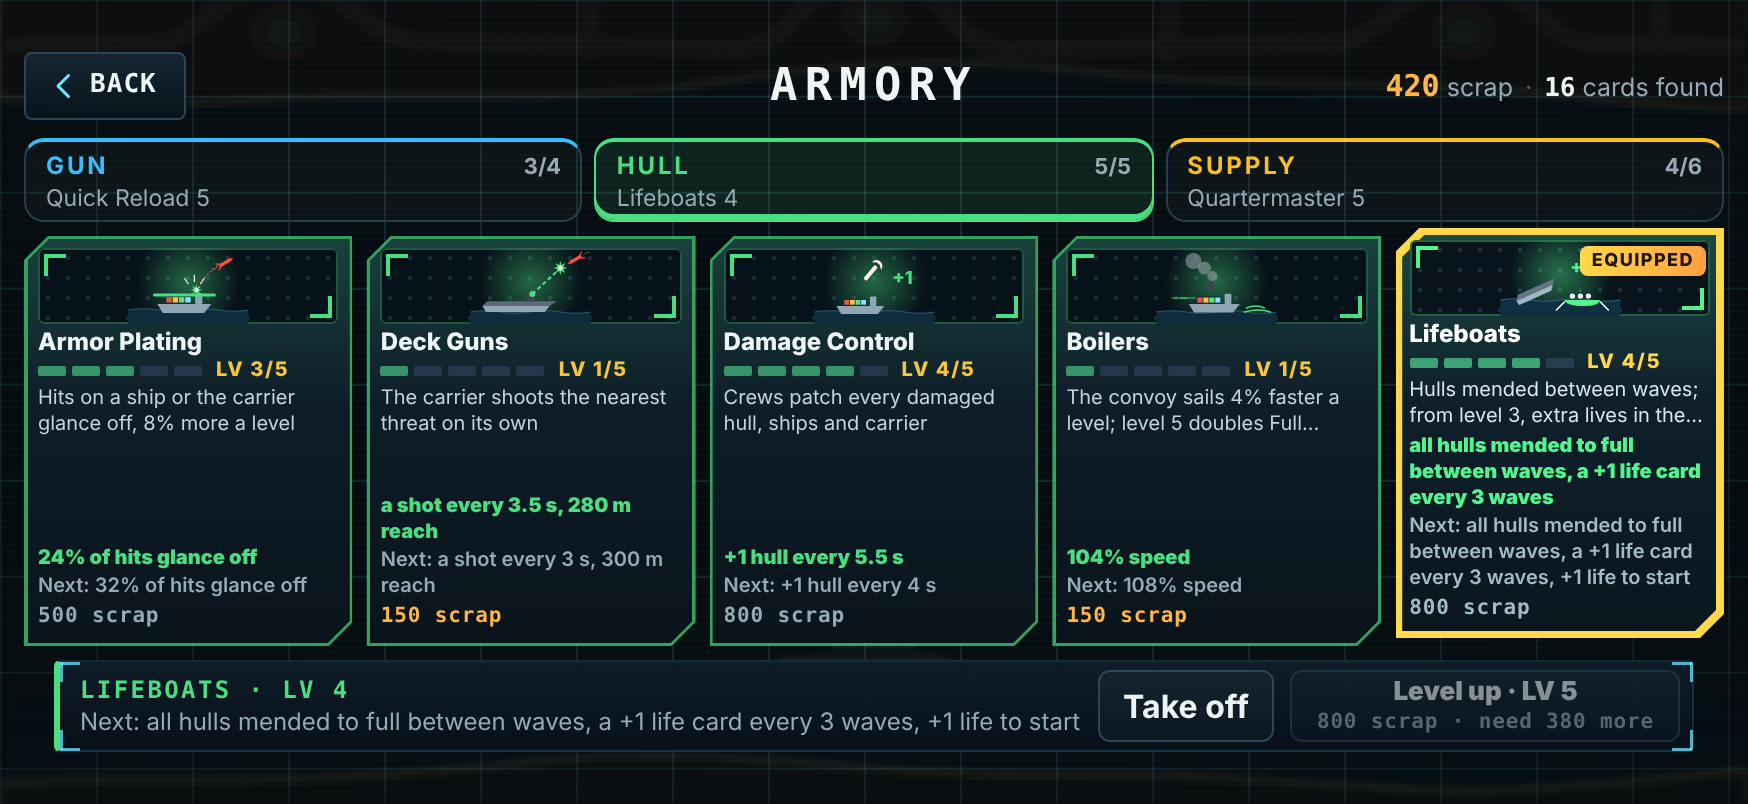 BACK
ARMORY
420 scrap · 16 cards found
GUN 3/4
Quick Reload 5
HULL 5/5
Lifeboats 4
SUPPLY 4/6
Quartermaster 5
Armor Plating
LV 3/5
Hits on a ship or the carrier
glance off, 8% more a level
24% of hits glance off
Next: 32% of hits glance off
500 scrap
Deck Guns
LV 1/5
The carrier shoots the nearest
threat on its own
a shot every 3.5 s, 280 m
reach
Next: a shot every 3 s, 300 m
reach
150 scrap
+1
Damage Control
LV 4/5
Crews patch every damaged
hull, ships and carrier
+1 hull every 5.5 s
Next: +1 hull every 4 s
800 scrap
Boilers
LV 1/5
The convoy sails 4% faster a
level; level 5 doubles Full...
104% speed
Next: 108% speed
150 scrap
EQUIPPED
Lifeboats
LV 4/5
Hulls mended between waves;
from level 3, extra lives in the...
all hulls mended to full
between waves, a +1 life card
every 3 waves
Next: all hulls mended to full
between waves, a +1 life card
every 3 waves, +1 life to start
800 scrap
LIFEBOATS · LV 4
Next: all hulls mended to full between waves, a +1 life card every 3 waves, +1 life to start
Take off
Level up · LV 5
800 scrap · need 380 more